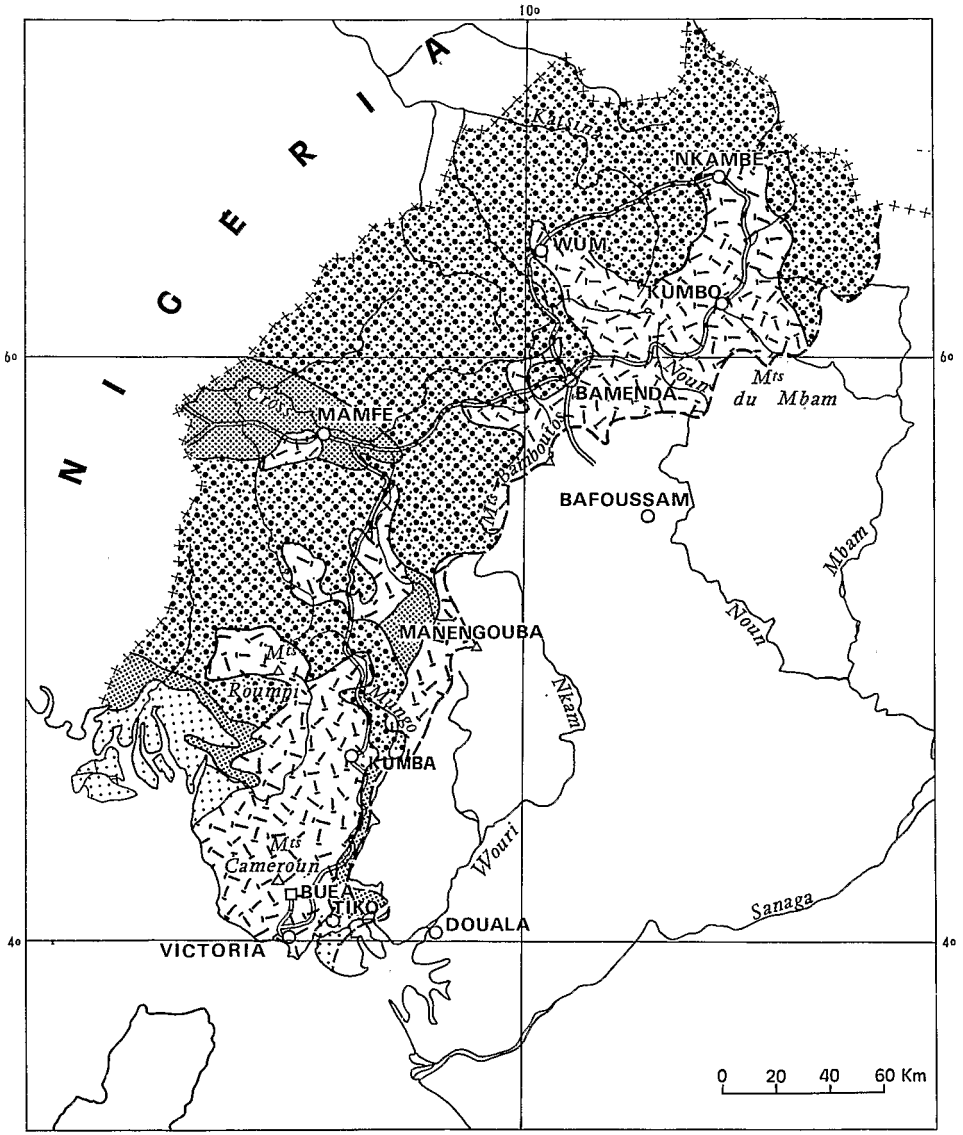 10°
NIGERIA
Katsina
NKAMBE
WUM
KUMBO
6°
6°
Noun
Mts
du Mbam
BAMENDA
Cross
MAMFE
Mts Bamboutos
BAFOUSSAM
Mbam
Noun
MANENGOUBA
Mts
Roumpi
Mungo
Nkam
KUMBA
Wouri
Mts
Cameroun
BUEA
TIKO
Sanaga
DOUALA
VICTORIA
4°
4°
0 20 40 60 Km